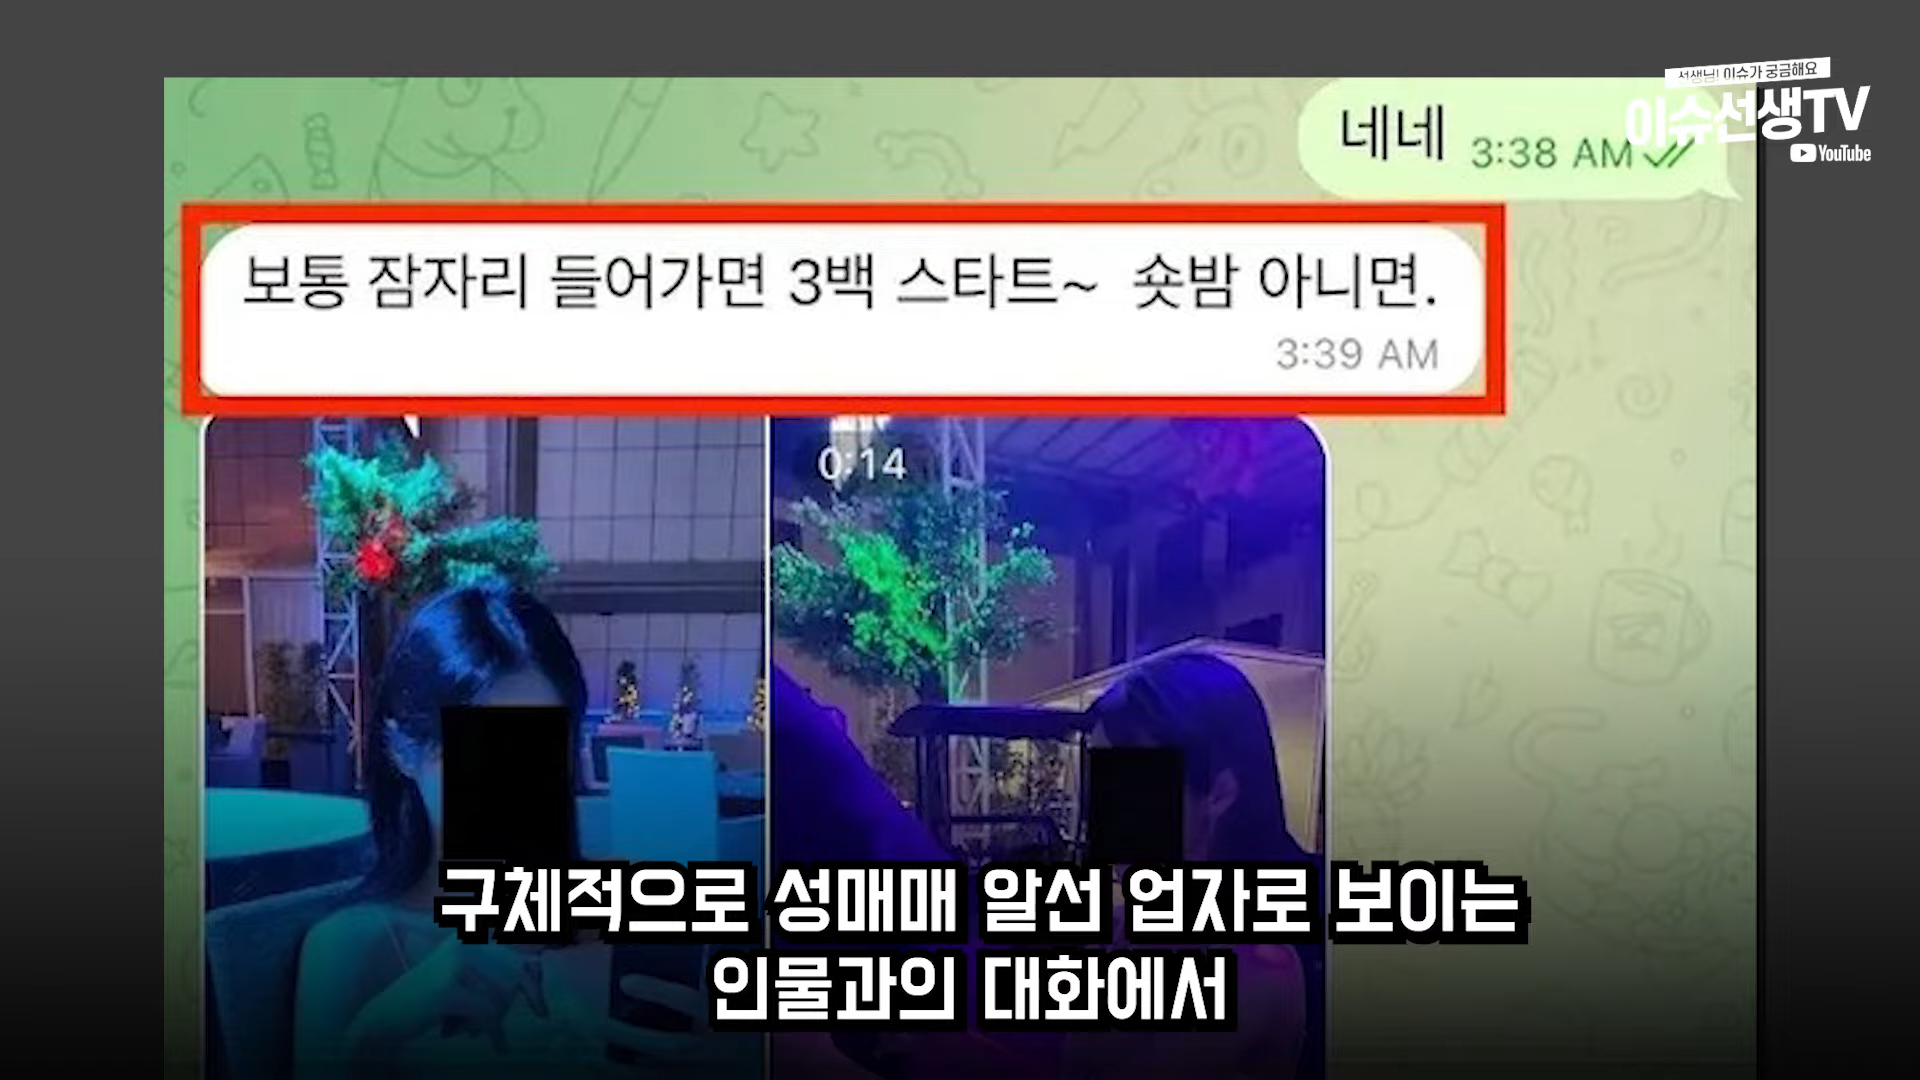 선생님! 이슈가 궁금해요
이슈선생TV
YouTube
네네
3:38 AM
보통 잠자리 들어가면 3백 스타트~ 숏밤 아니면.
3:39 AM
0:14
구체적으로 성매매 알선 업자로 보이는
인물과의 대화에서